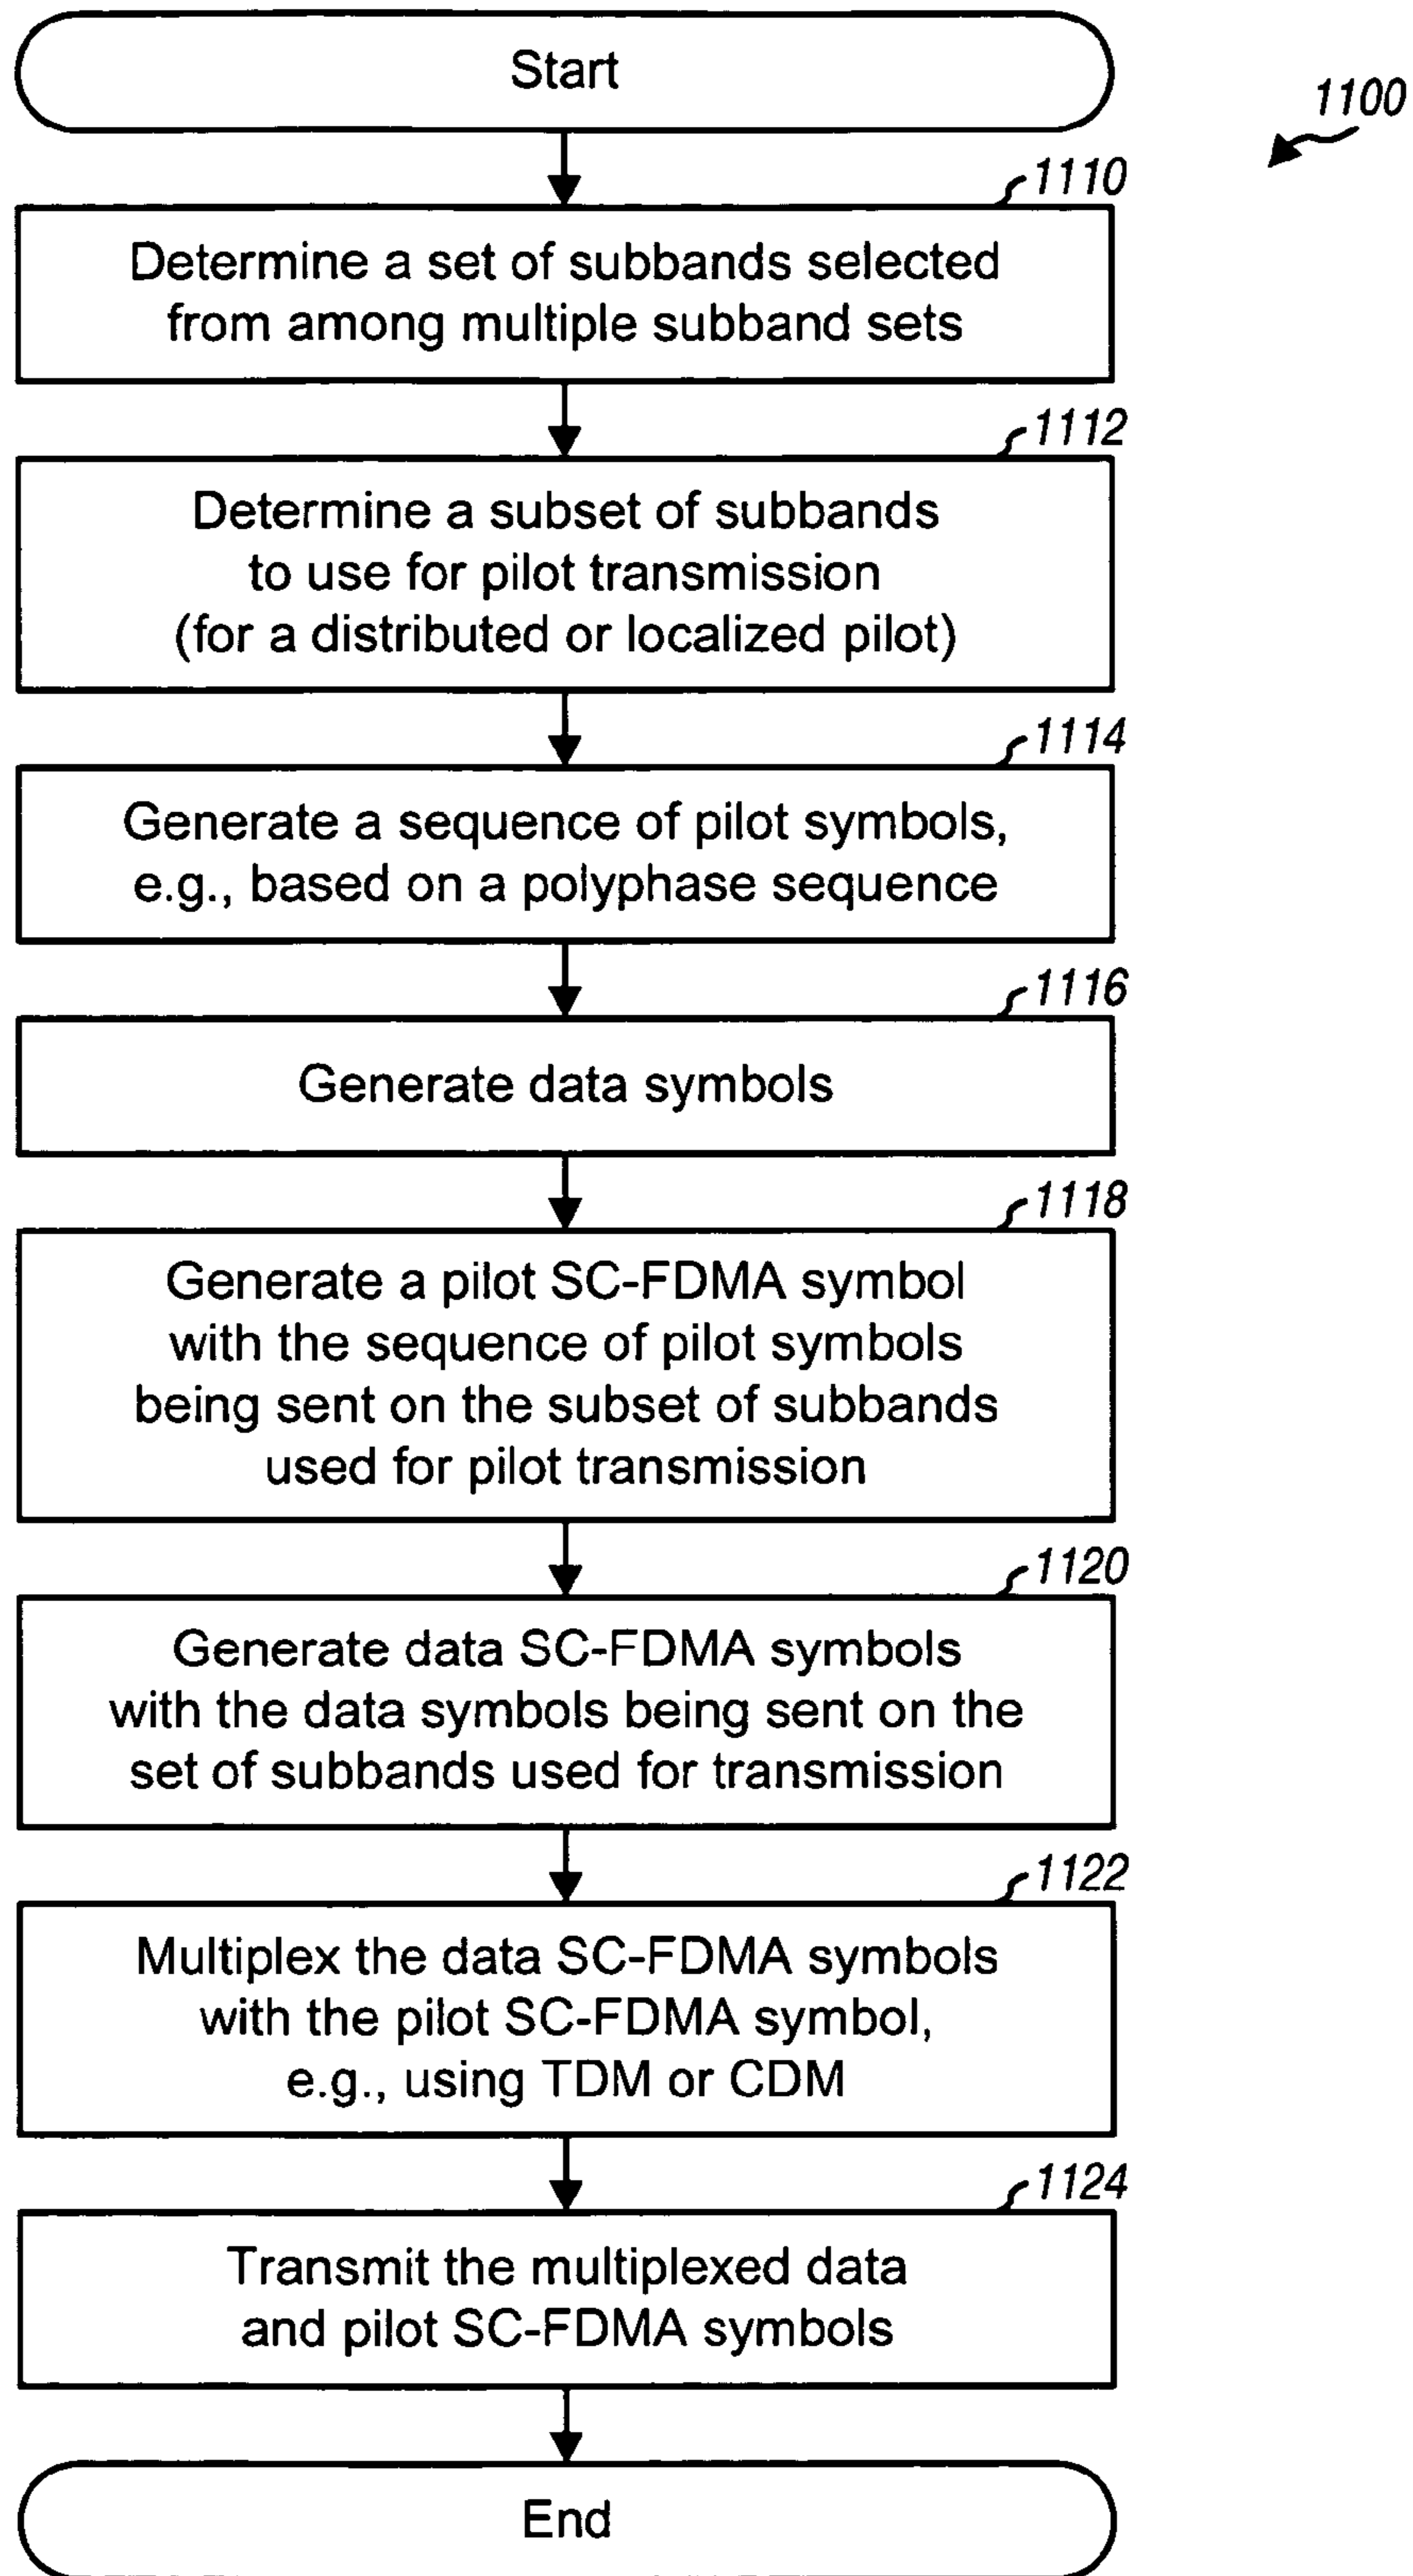 Start
1100
1110
Determine a set of subbands selected
from among multiple subband sets
1112
Determine a subset of subbands
to use for pilot transmission
(for a distributed or localized pilot)
1114
Generate a sequence of pilot symbols,
e.g., based on a polyphase sequence
1116
Generate data symbols
1118
Generate a pilot SC-FDMA symbol
with the sequence of pilot symbols
being sent on the subset of subbands
used for pilot transmission
1120
Generate data SC-FDMA symbols
with the data symbols being sent on the
set of subbands used for transmission
1122
Multiplex the data SC-FDMA symbols
with the pilot SC-FDMA symbol,
e.g., using TDM or CDM
1124
Transmit the multiplexed data
and pilot SC-FDMA symbols
End